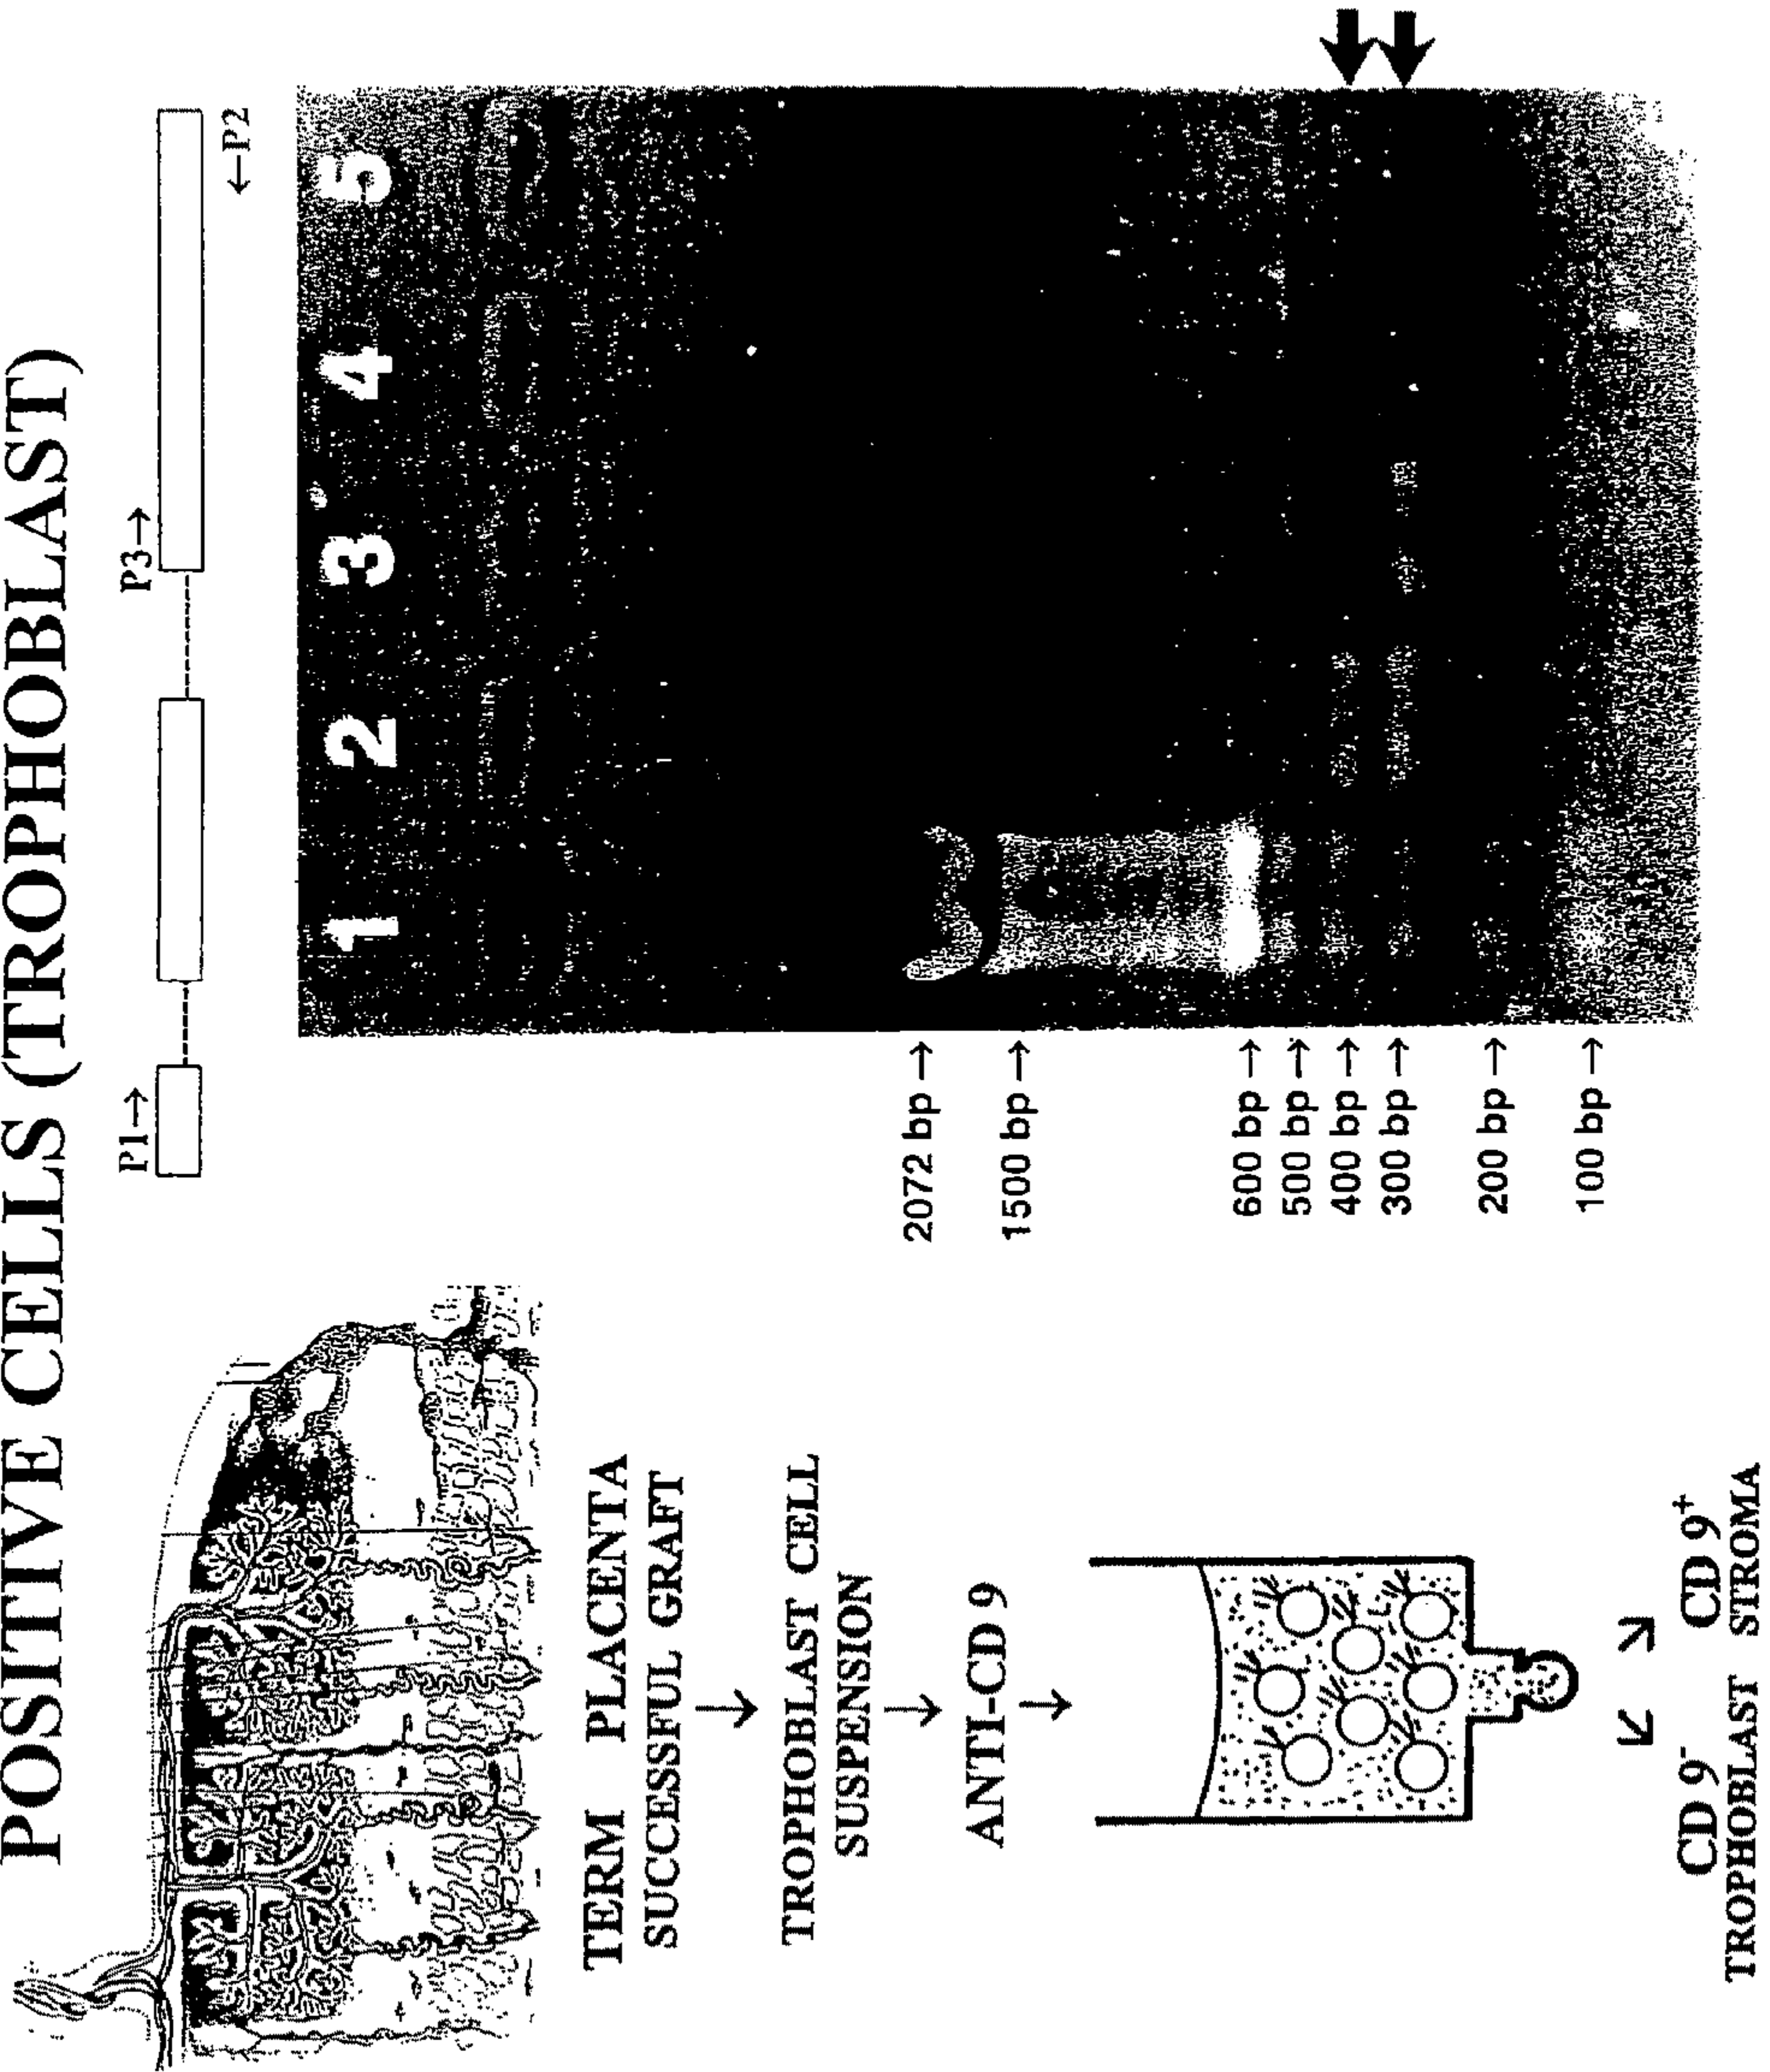 POSITIVE CELLS (TROPHOBLAST)
TERM PLACENTA
SUCCESSFUL GRAFT
↓
TROPHOBLAST CELL
SUSPENSION
↓
ANTI-CD 9
↓
CD 9⁻ CD 9⁺
TROPHOBLAST STROMA
P1→ P3→
←P2
1 2 3 4 5
2072 bp →
1500 bp →
600 bp →
500 bp →
400 bp →
300 bp →
200 bp →
100 bp →